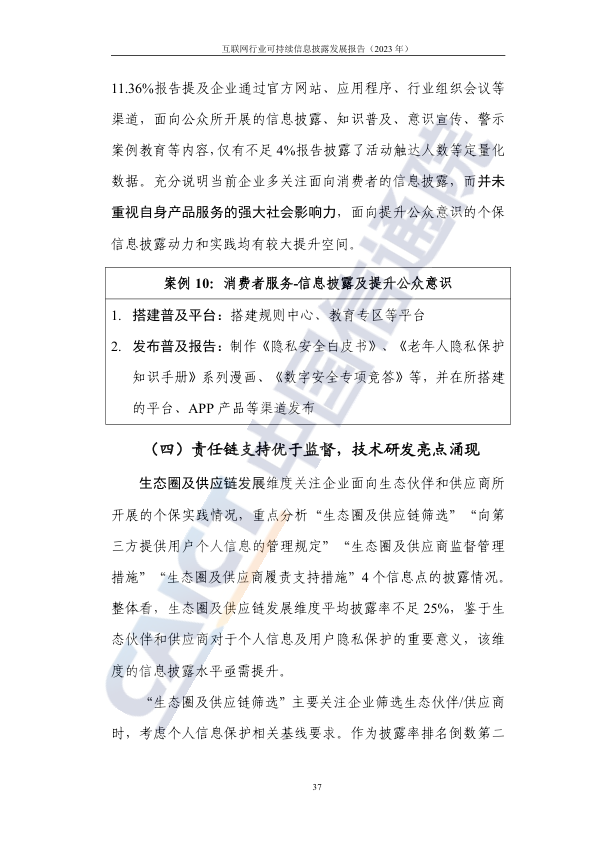 互联网行业可持续信息披露发展报告（2023 年）
11.36%报告提及企业通过官方网站、应用程序、行业组织会议等
渠道，面向公众所开展的信息披露、知识普及、意识宣传、警示
案例教育等内容，仅有不足 4%报告披露了活动触达人数等定量化
数据。充分说明当前企业多关注面向消费者的信息披露，而并未
重视自身产品服务的强大社会影响力，面向提升公众意识的个保
信息披露动力和实践均有较大提升空间。
案例 10：消费者服务-信息披露及提升公众意识
1. 搭建普及平台：搭建规则中心、教育专区等平台
2. 发布普及报告：制作《隐私安全白皮书》、《老年人隐私保护
知识手册》系列漫画、《数字安全专项竞答》等，并在所搭建
的平台、APP 产品等渠道发布
（四）责任链支持优于监督，技术研发亮点涌现
生态圈及供应链发展维度关注企业面向生态伙伴和供应商所
开展的个保实践情况，重点分析“生态圈及供应链筛选”“向第
三方提供用户个人信息的管理规定”“生态圈及供应商监督管理
措施”“生态圈及供应商履责支持措施”4 个信息点的披露情况。
整体看，生态圈及供应链发展维度平均披露率不足 25%，鉴于生
态伙伴和供应商对于个人信息及用户隐私保护的重要意义，该维
度的信息披露水平亟需提升。
“生态圈及供应链筛选”主要关注企业筛选生态伙伴/供应商
时，考虑个人信息保护相关基线要求。作为披露率排名倒数第二
37
CAICT 中国信通院